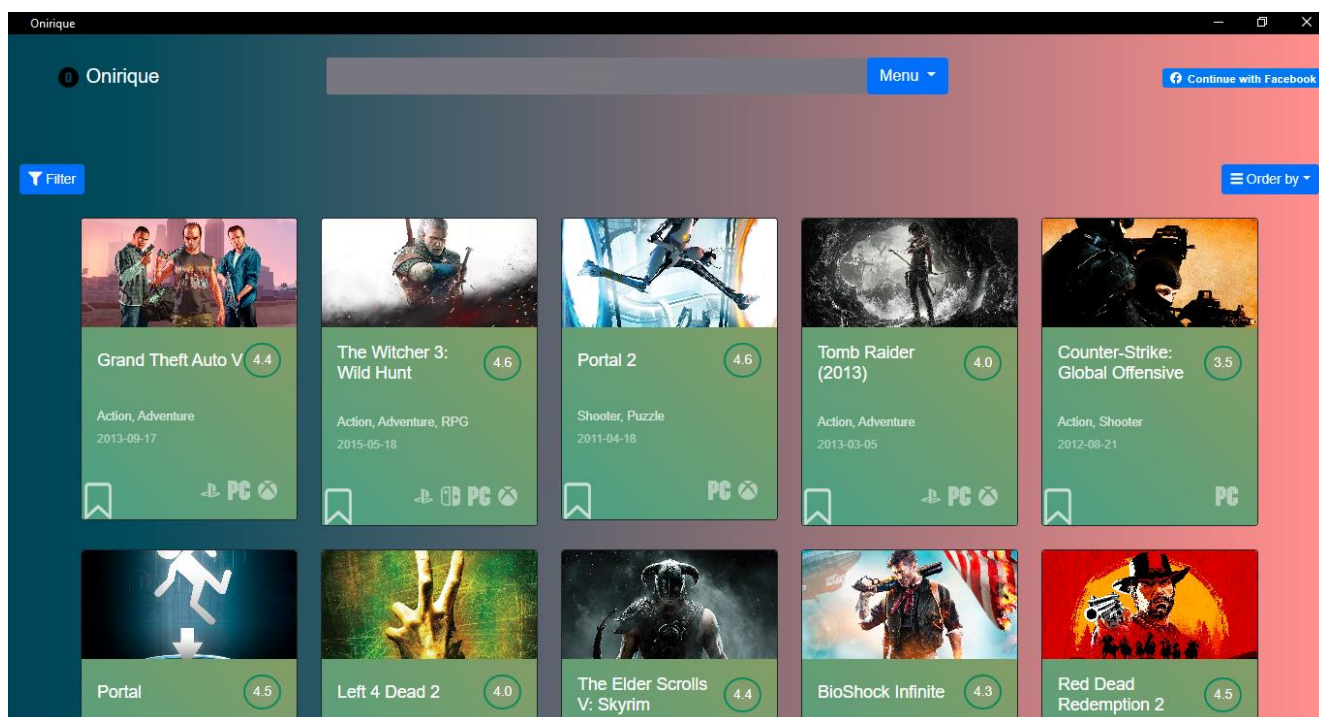 Onirique
Onirique
Menu
Continue with Facebook
Filter
Order by
Grand Theft Auto V 4.4
Action, Adventure
2013-09-17
PC
The Witcher 3:
Wild Hunt
4.6
Action, Adventure, RPG
2015-05-18
PC
Portal 2 4.6
Shooter, Puzzle
2011-04-18
PC
Tomb Raider
(2013)
4.0
Action, Adventure
2013-03-05
PC
Counter-Strike:
Global Offensive
3.5
Action, Shooter
2012-08-21
PC
Portal 4.5
Left 4 Dead 2 4.0
The Elder Scrolls
V: Skyrim
4.4
BioShock Infinite 4.3
Red Dead
Redemption 2
4.5